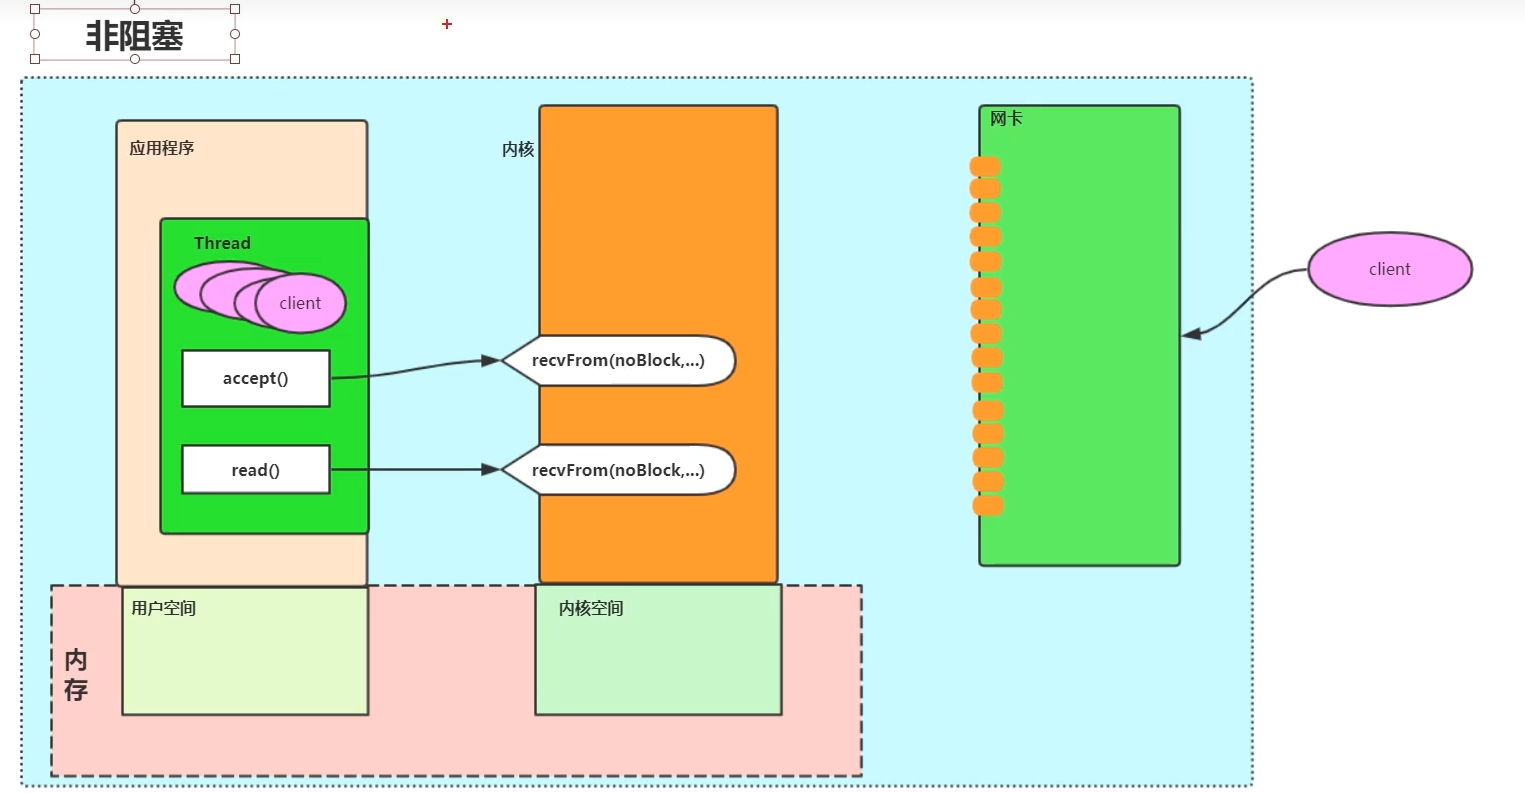 非阻塞
应用程序
内核
网卡
Thread
client
client
accept()
recvFrom(noBlock,...)
read()
recvFrom(noBlock,...)
用户空间
内核空间
内
存